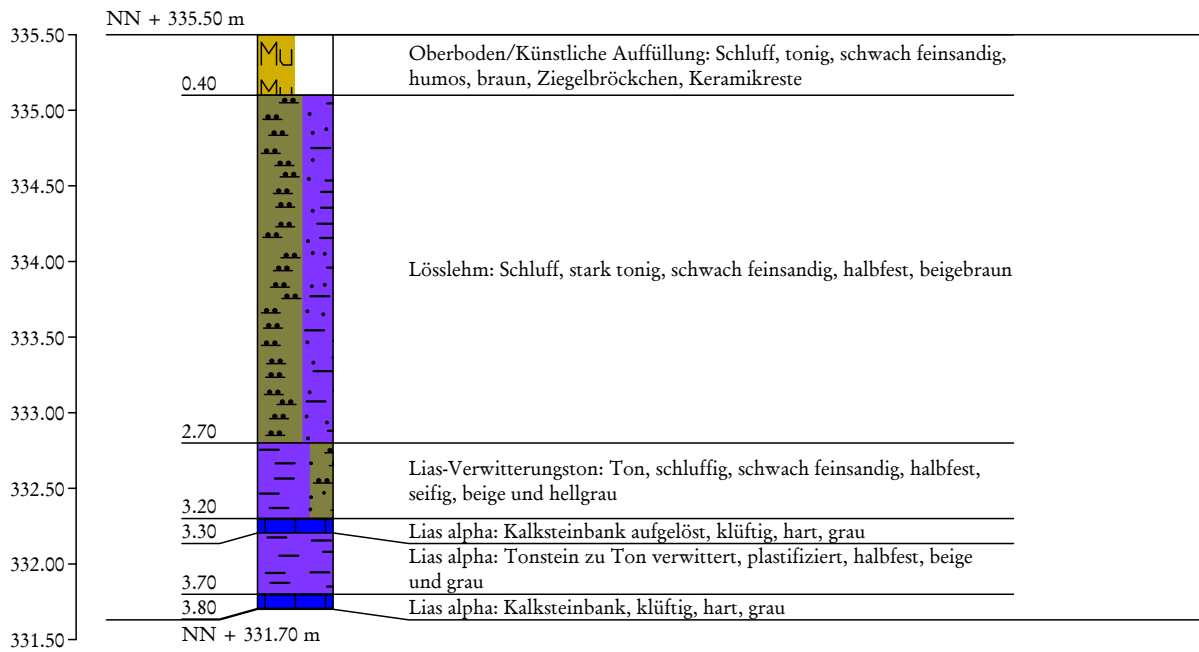 NN + 335.50 m
335.50
Mu
Mu
Oberboden/Künstliche Auffüllung: Schluff, tonig, schwach feinsandig,
humos, braun, Ziegelbröckchen, Keramikreste
0.40
335.00
334.50
334.00
Lösslehm: Schluff, stark tonig, schwach feinsandig, halbfest, beigebraun
333.50
333.00
2.70
Lias-Verwitterungston: Ton, schluffig, schwach feinsandig, halbfest,
seifig, beige und hellgrau
332.50
3.20
3.30
Lias alpha: Kalksteinbank aufgelöst, klüftig, hart, grau
332.00
Lias alpha: Tonstein zu Ton verwittert, plastifiziert, halbfest, beige
und grau
3.70
3.80
Lias alpha: Kalksteinbank, klüftig, hart, grau
331.50
NN + 331.70 m